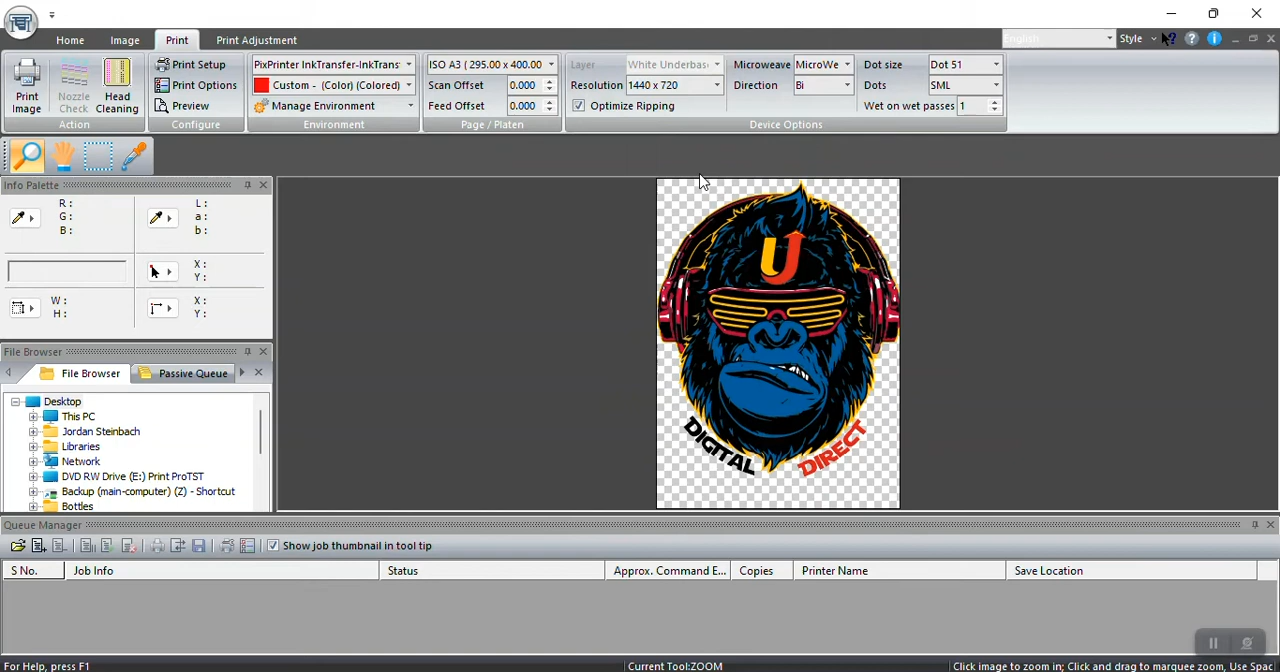 English
Style
Home Image Print Print Adjustment
Print Image
Nozzle Check
Head Cleaning
Action
Print Setup
Print Options
Preview
Configure
PixPrinter InkTransfer-InkTrans
Custom - (Color) (Colored)
Manage Environment
Environment
ISO A3 ( 295.00 x 400.00
Scan Offset 0.000
Feed Offset 0.000
Page / Platen
Layer White Underbas
Resolution 1440 x 720
Optimize Ripping
Microweave MicroWe
Direction Bi
Dot size Dot 51
Dots SML
Wet on wet passes 1
Device Options
Info Palette
R :
G :
B :
L :
a :
b :
X :
Y :
W :
H :
X :
Y :
File Browser
File Browser Passive Queue
Desktop
This PC
Jordan Steinbach
Libraries
Network
DVD RW Drive (E:) Print ProTST
Backup (main-computer) (Z) - Shortcut
Bottles
U
DIGITAL DIRECT
Queue Manager
Show job thumbnail in tool tip
S No. Job Info Status Approx. Command E... Copies Printer Name Save Location
For Help, press F1 Current Tool:ZOOM Click image to zoom in; Click and drag to marquee zoom, Use Spac